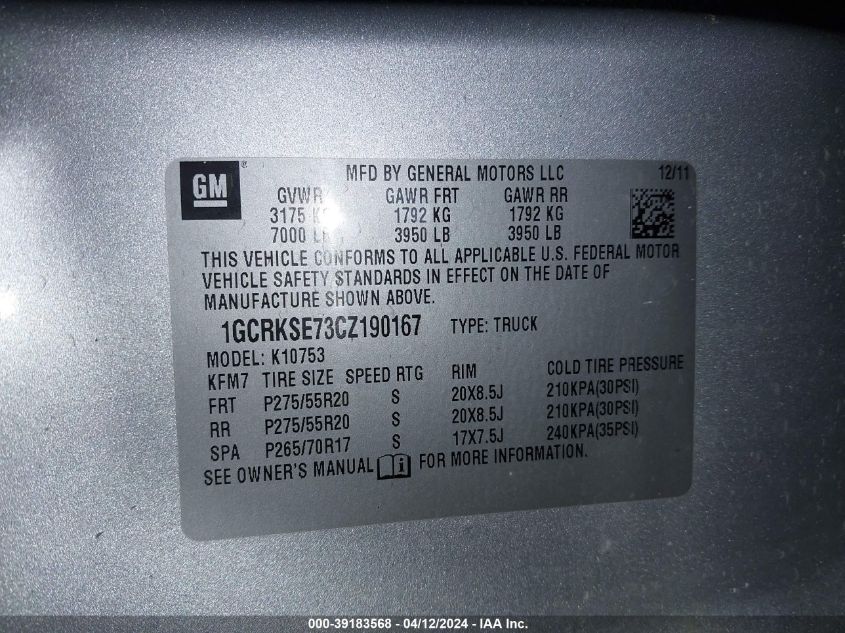 GM ® MFD BY GENERAL MOTORS LLC 12/11
GVWR GAWR FRT GAWR RR
3175 KG 1792 KG 1792 KG
7000 LB 3950 LB 3950 LB
THIS VEHICLE CONFORMS TO ALL APPLICABLE U.S. FEDERAL MOTOR
VEHICLE SAFETY STANDARDS IN EFFECT ON THE DATE OF
MANUFACTURE SHOWN ABOVE.
1GCRKSE73CZ190167 TYPE: TRUCK
MODEL: K10753
KFM7 TIRE SIZE SPEED RTG RIM COLD TIRE PRESSURE
FRT P275/55R20 S 20X8.5J 210KPA(30PSI)
RR P275/55R20 S 20X8.5J 210KPA(30PSI)
SPA P265/70R17 S 17X7.5J 240KPA(35PSI)
SEE OWNER'S MANUAL FOR MORE INFORMATION.
000-39183568 - 04/12/2024 - IAA Inc.